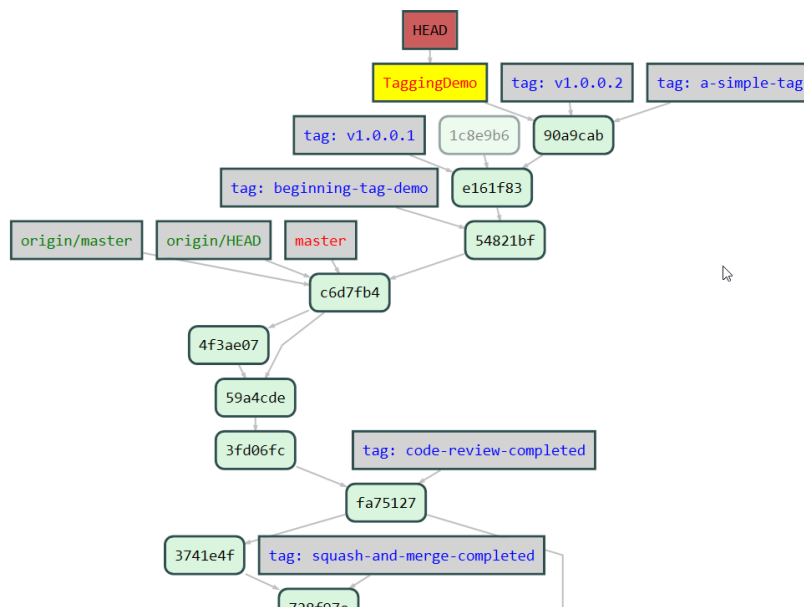 HEAD
TaggingDemo
tag: v1.0.0.2
tag: a-simple-tag
tag: v1.0.0.1
1c8e9b6
90a9cab
tag: beginning-tag-demo
e161f83
origin/master
origin/HEAD
master
54821bf
c6d7fb4
4f3ae07
59a4cde
3fd06fc
tag: code-review-completed
fa75127
3741e4f
tag: squash-and-merge-completed